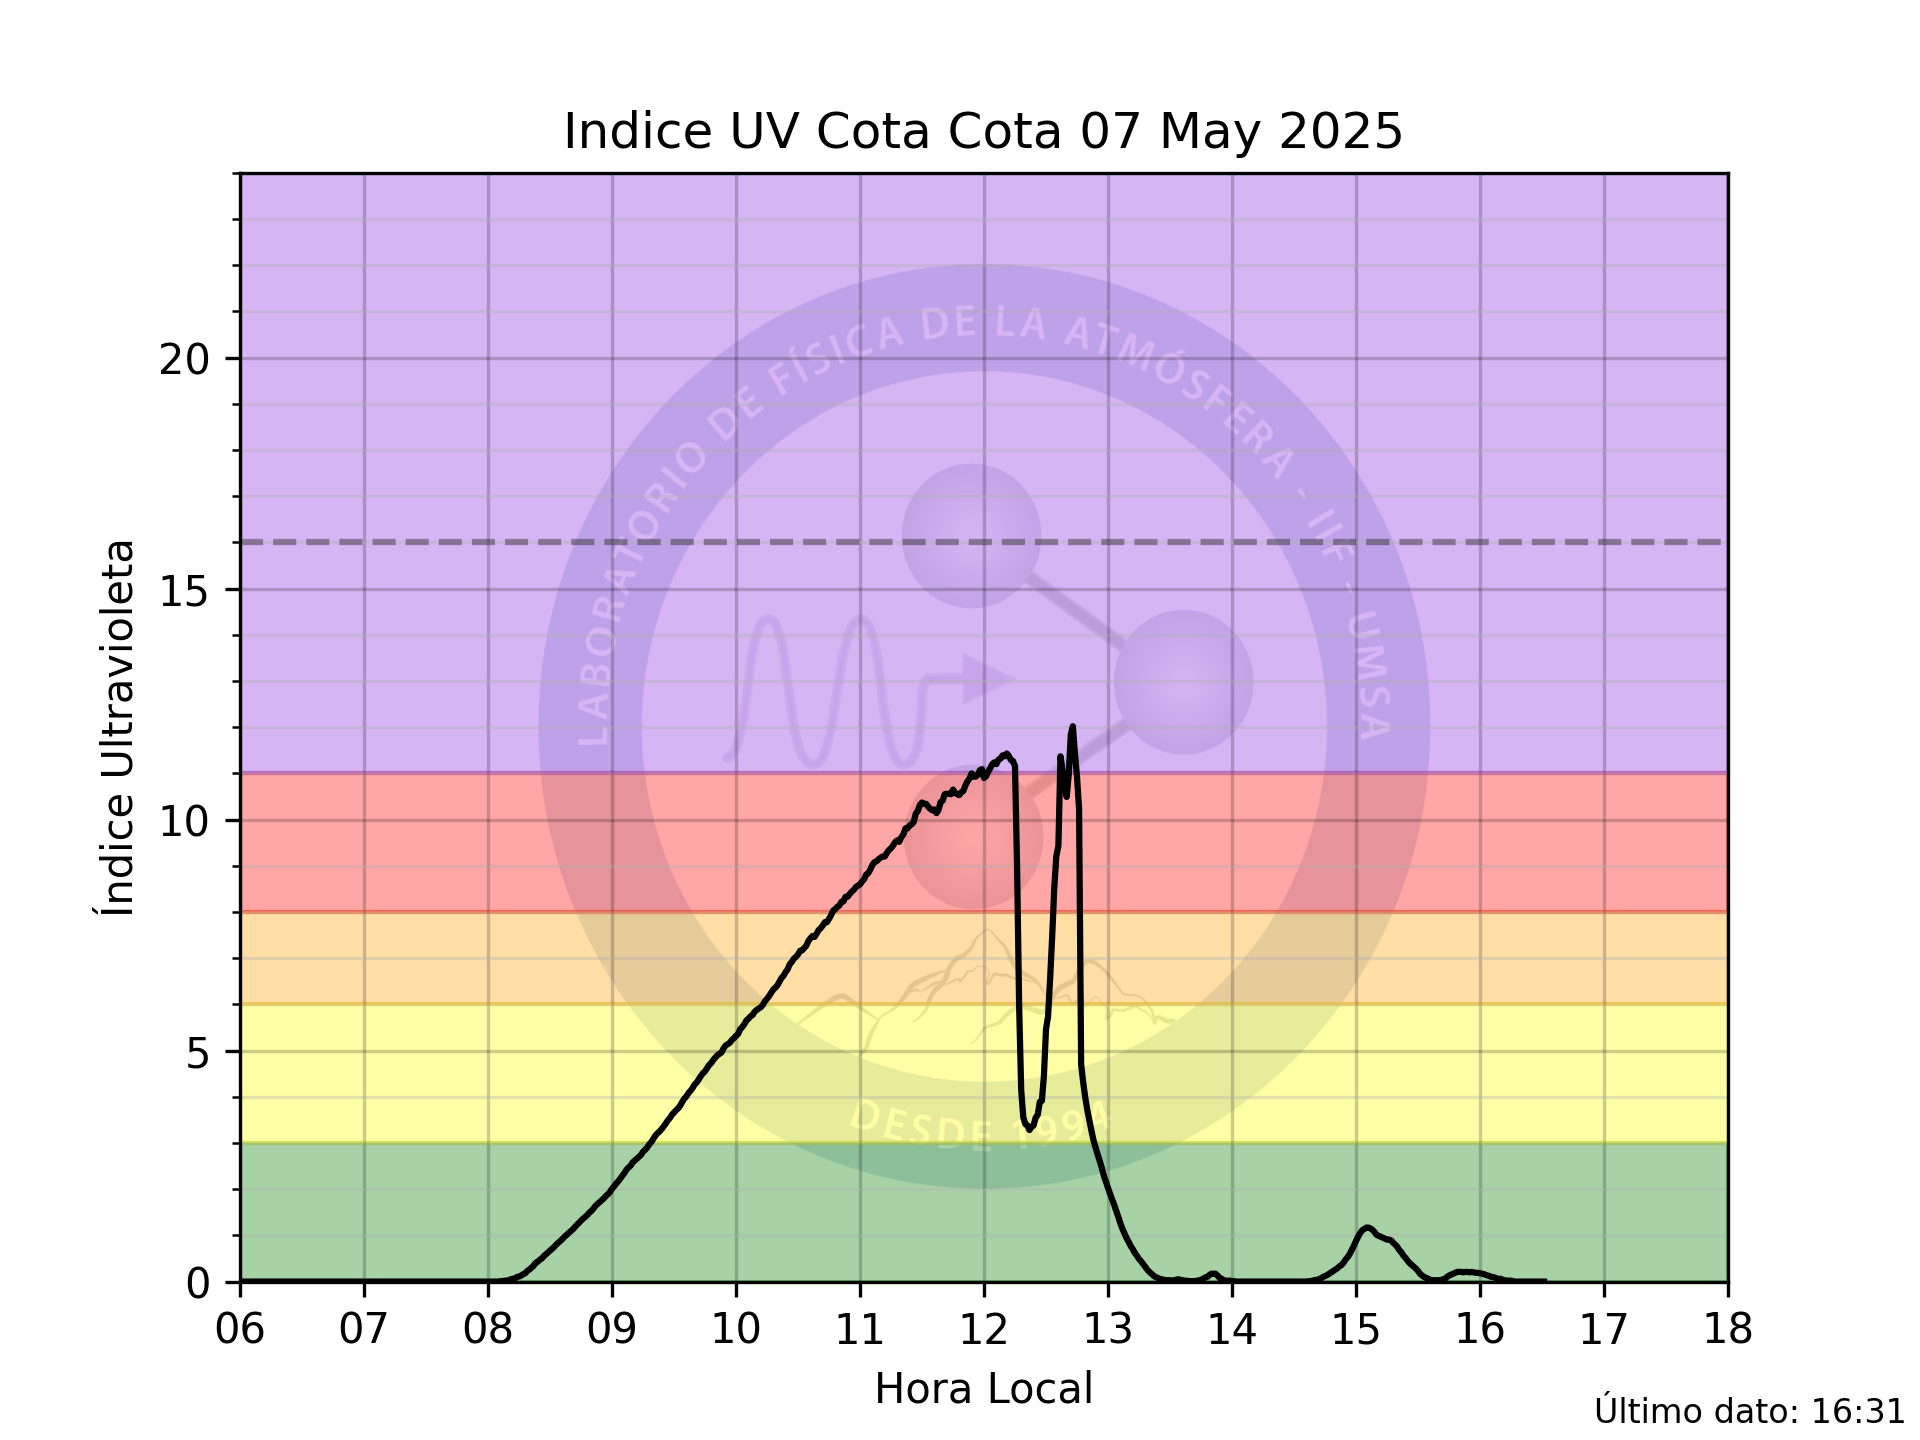 Indice UV Cota Cota 07 May 2025
LABORATORIO DE FÍSICA DE LA ATMÓSFERA - IIF - UMSA
DESDE 1994
Índice Ultravioleta
20
15
10
5
0
06 07 08 09 10 11 12 13 14 15 16 17 18
Hora Local
Último dato: 16:31